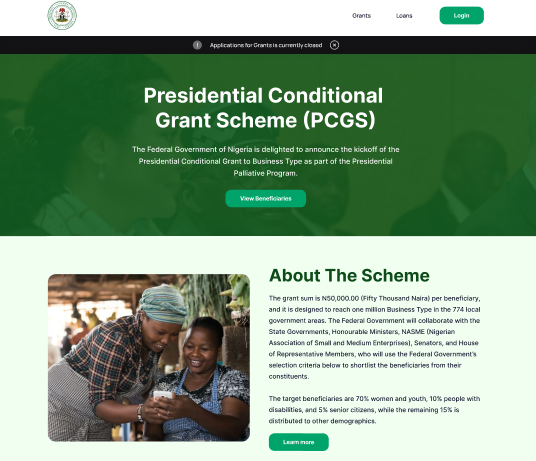 Grants
Loans
Login
Applications for Grants is currently closed
Presidential Conditional
Grant Scheme (PCGS)
The Federal Government of Nigeria is delighted to announce the kickoff of the
Presidential Conditional Grant to Business Type as part of the Presidential
Palliative Program.
View Beneficiaries
About The Scheme
The grant sum is N50,000.00 (Fifty Thousand Naira) per beneficiary,
and it is designed to reach one million Business Type in the 774 local
government areas. The Federal Government will collaborate with the
State Governments, Honourable Ministers, NASME (Nigerian
Association of Small and Medium Enterprises), Senators, and House
of Representative Members, who will use the Federal Government's
selection criteria below to shortlist the beneficiaries from their
constituents.
The target beneficiaries are 70% women and youth, 10% people with
disabilities, and 5% senior citizens, while the remaining 15% is
distributed to other demographics.
Learn more